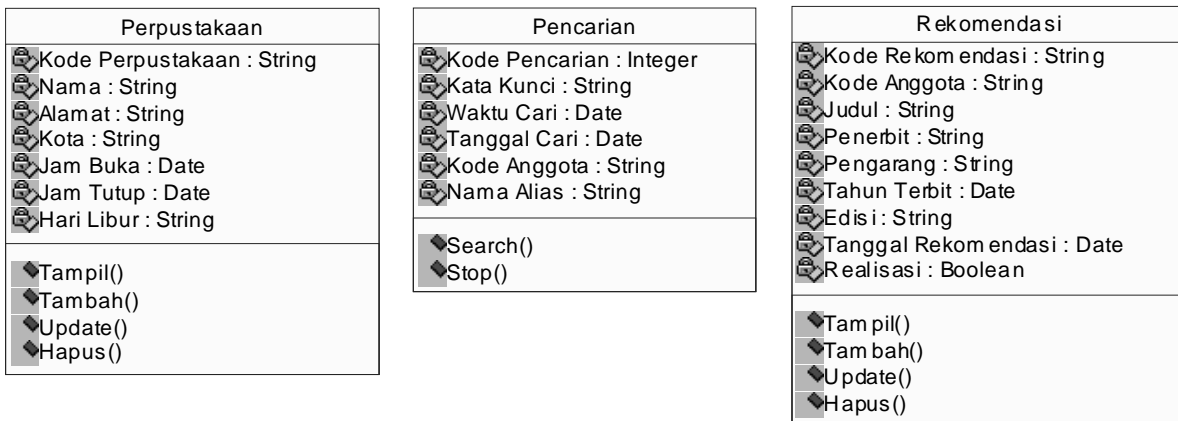 Perpustakaan
Kode Perpustakaan : String
Nama : String
Alamat : String
Kota : String
Jam Buka : Date
Jam Tutup : Date
Hari Libur : String
Tampil()
Tambah()
Update()
Hapus()
Pencarian
Kode Pencarian : Integer
Kata Kunci : String
Waktu Cari : Date
Tanggal Cari : Date
Kode Anggota : String
Nama Alias : String
Search()
Stop()
Rekomendasi
Kode Rekomendasi : String
Kode Anggota : String
Judul : String
Penerbit : String
Pengarang : String
Tahun Terbit : Date
Edisi : String
Tanggal Rekomendasi : Date
Realisasi : Boolean
Tampil()
Tambah()
Update()
Hapus()